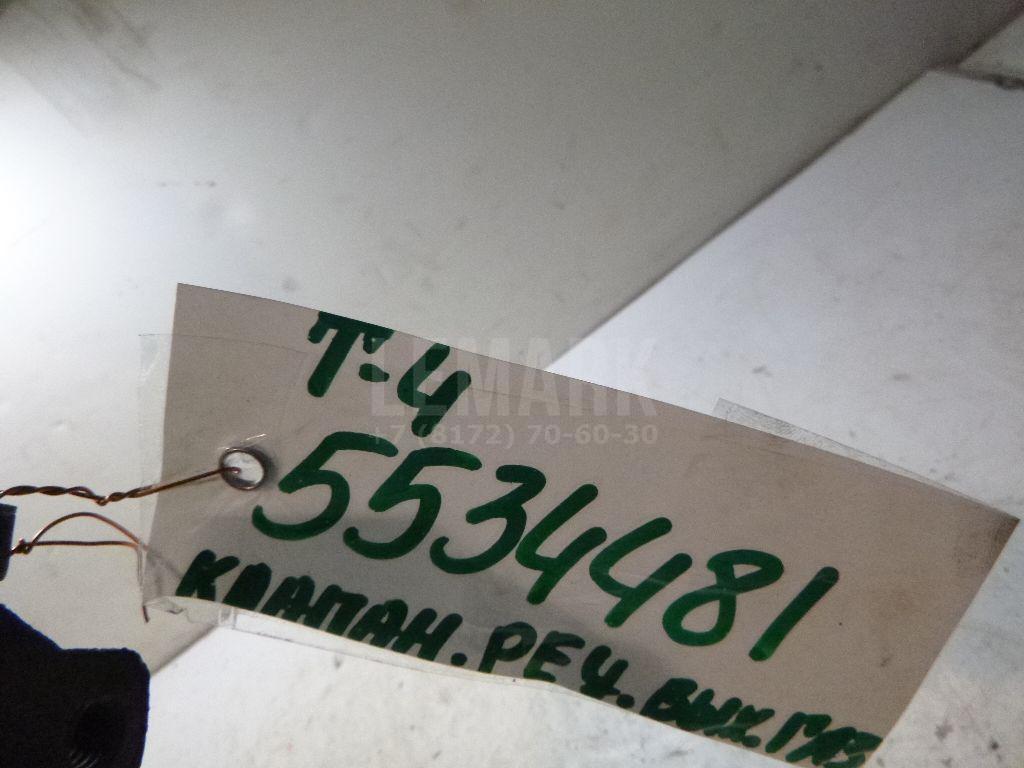 Т-4
LEMARK
+7 (8172) 70-60-30
5534481
КЛАПАН. РЕЦ. ВЫХ. ГАЗ